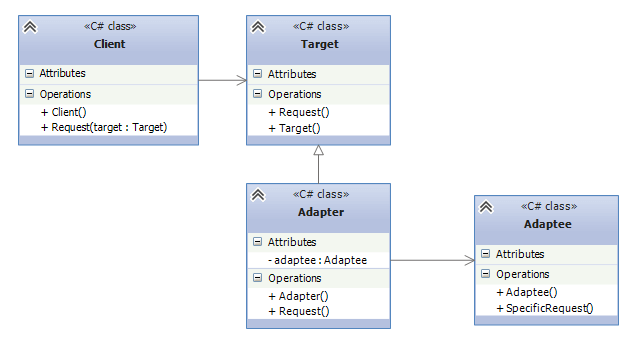 «C# class»
Client
Attributes
Operations
+ Client()
+ Request(target : Target)
«C# class»
Target
Attributes
Operations
+ Request()
+ Target()
«C# class»
Adapter
Attributes
- adaptee : Adaptee
Operations
+ Adapter()
+ Request()
«C# class»
Adaptee
Attributes
Operations
+ Adaptee()
+ SpecificRequest()